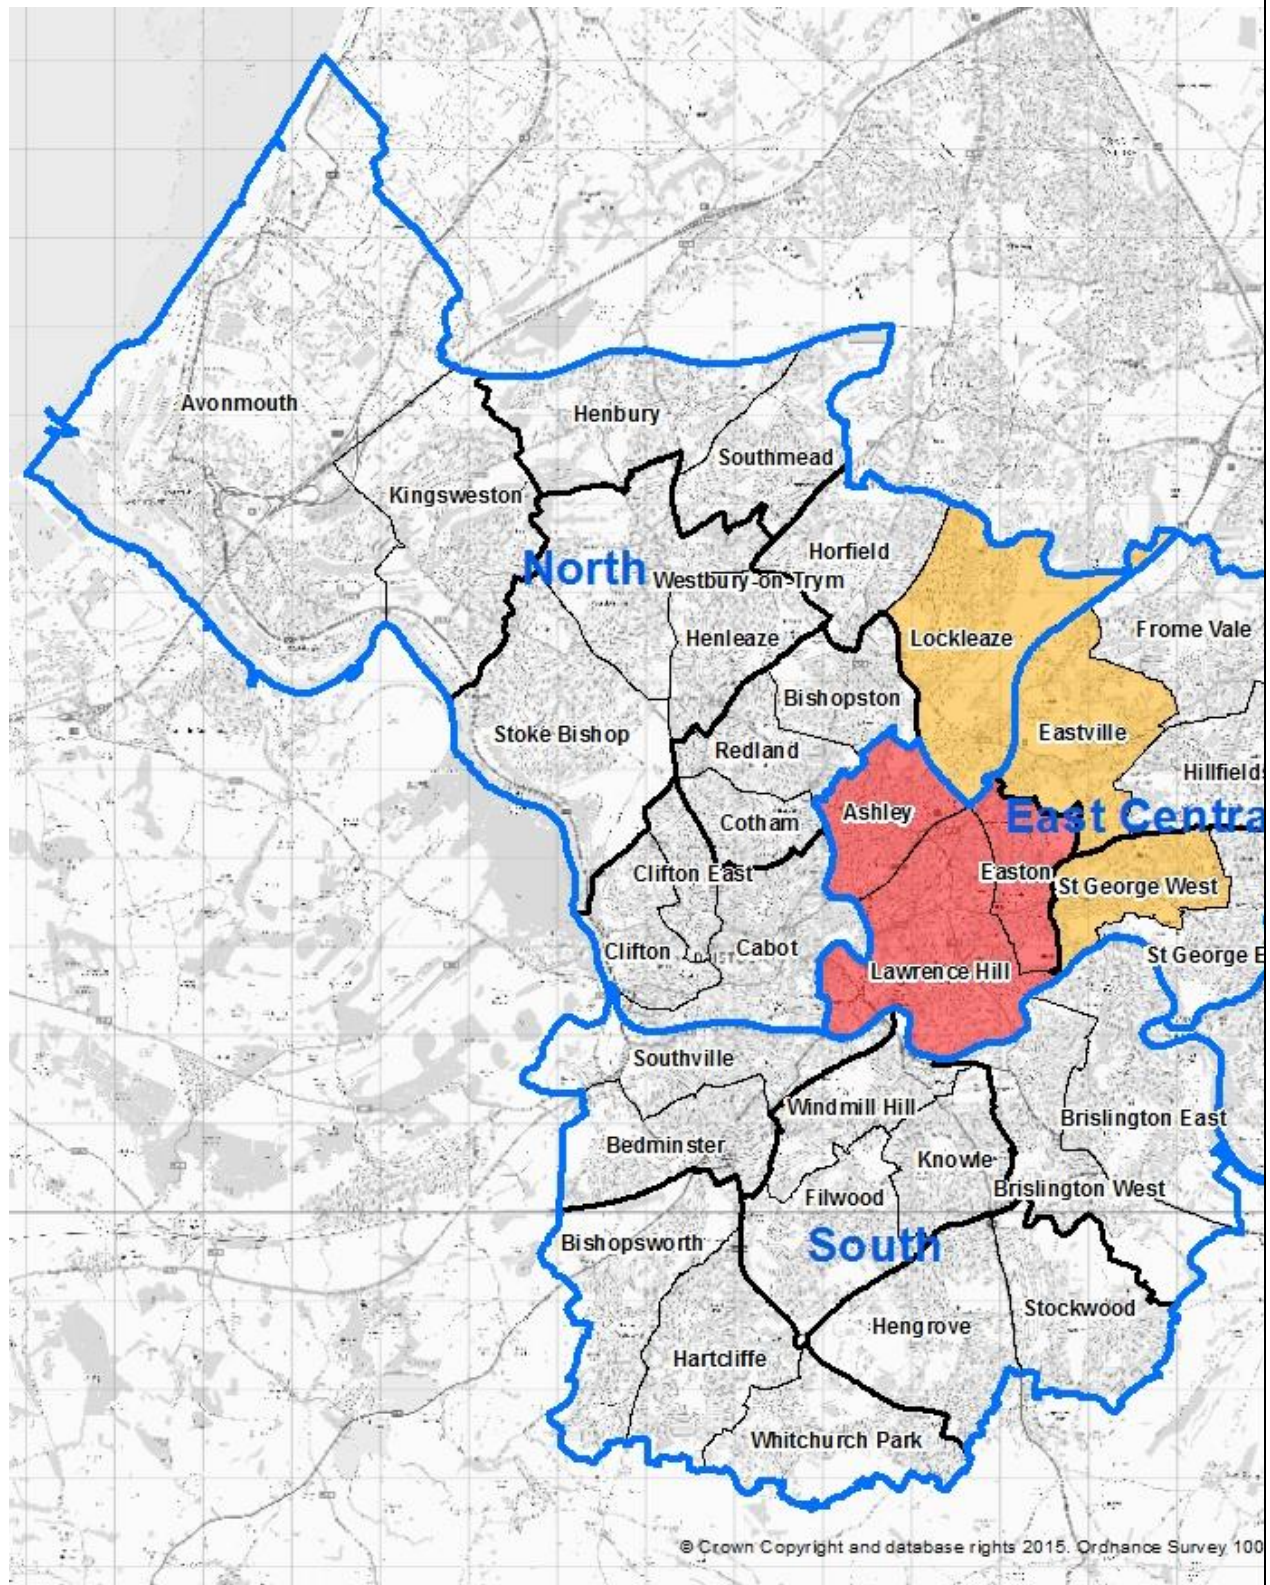 Avonmouth
Henbury
Southmead
Kingsweston
Horfield
North
Westbury-on-Trym
Lockleaze
Frome Vale
Henleaze
Bishopston
Stoke Bishop
Redland
Eastville
Hillfields
Ashley
Cotham
East Centra
Clifton East
Easton
St George West
Clifton
Cabot
St George E
Lawrence Hill
Southville
Windmill Hill
Brislington East
Bedminster
Knowle
Brislington West
Filwood
Bishopsworth
South
Stockwood
Hengrove
Hartcliffe
Whitchurch Park
© Crown Copyright and database rights 2015. Ordnance Survey 100